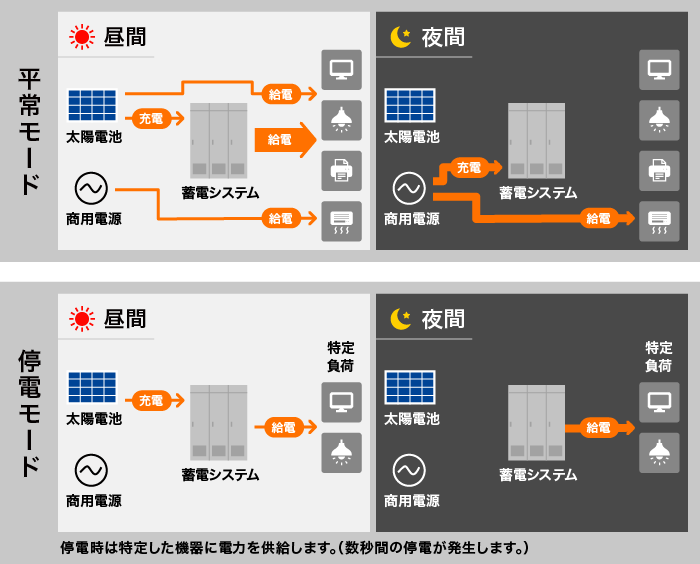 平常モード
昼間
給電
充電
太陽電池
給電
蓄電システム
商用電源
給電
夜間
太陽電池
充電
蓄電システム
商用電源
給電
停電モード
昼間
特定
負荷
充電
太陽電池
給電
蓄電システム
商用電源
夜間
特定
負荷
太陽電池
給電
蓄電システム
商用電源
停電時は特定した機器に電力を供給します。（数秒間の停電が発生します。）